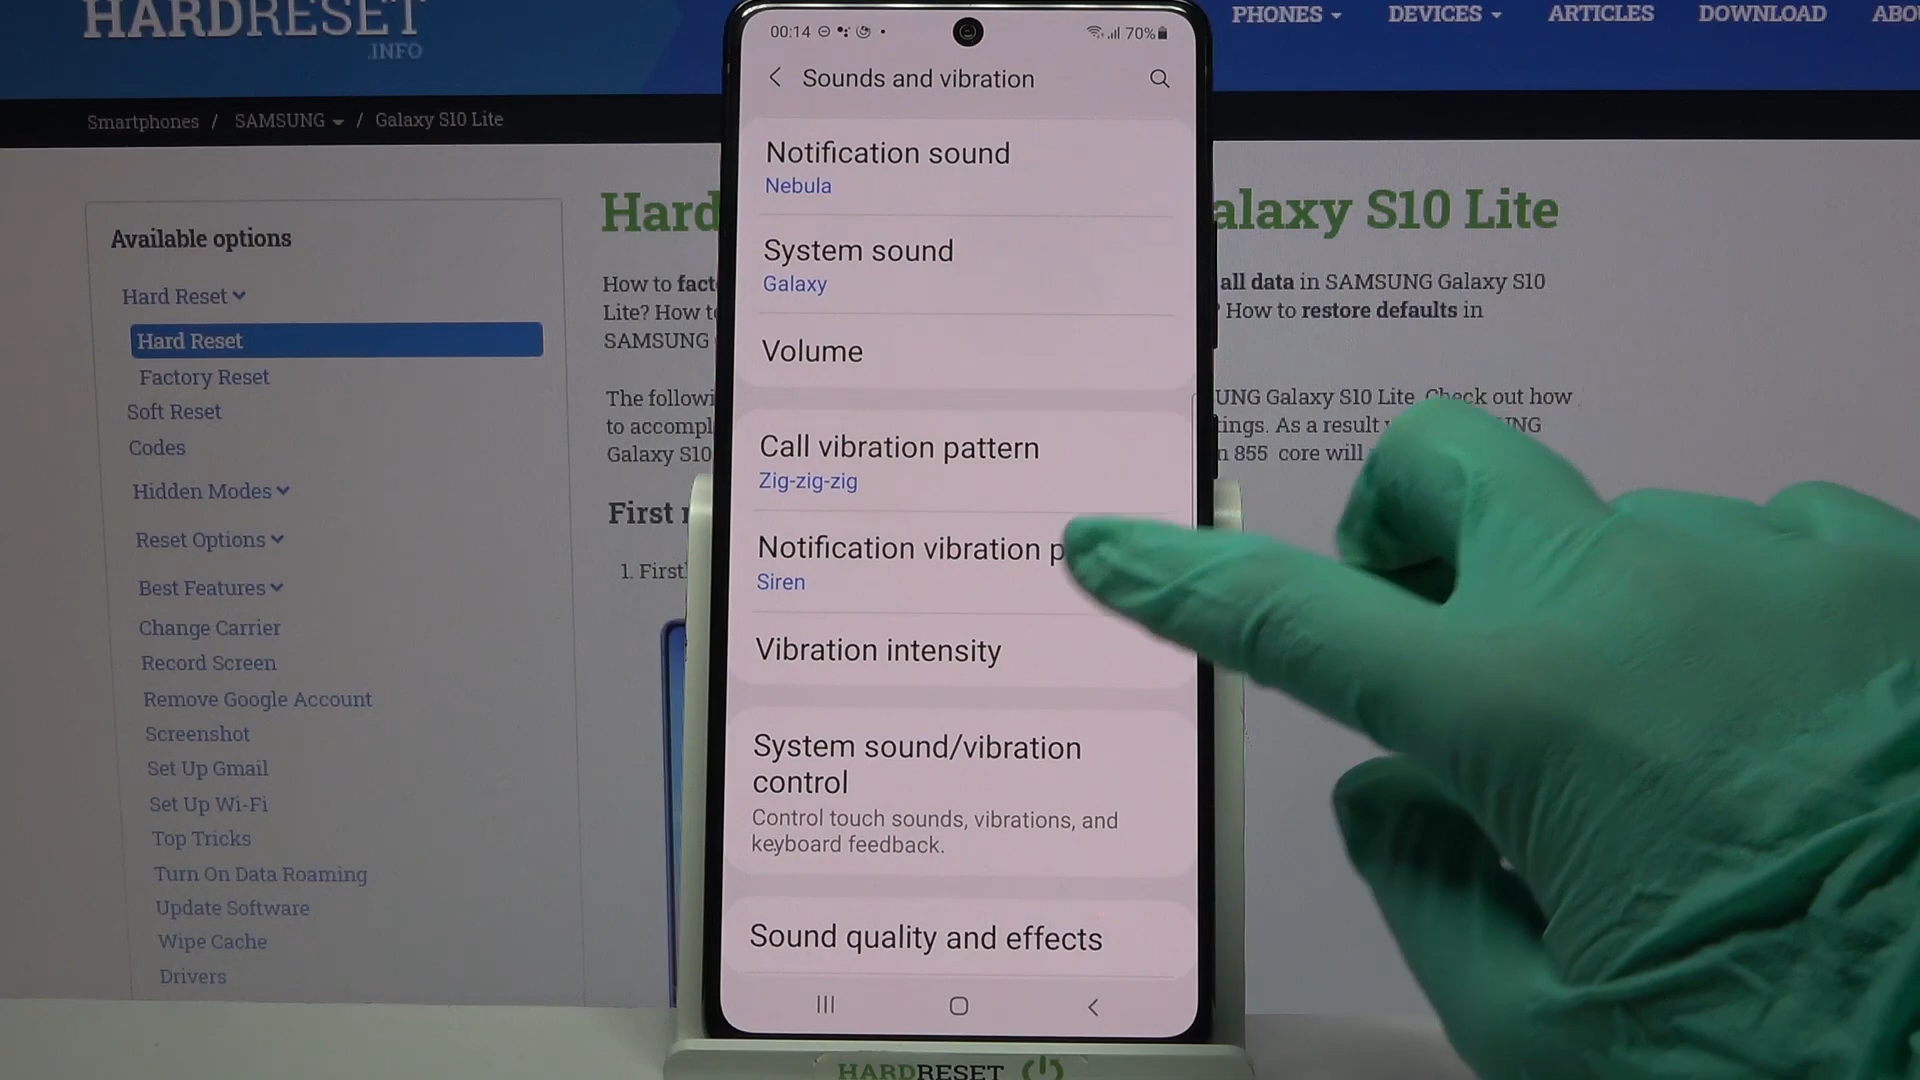 HARDRESET
.INFO
PHONES
DEVICES
ARTICLES
DOWNLOAD
Smartphones / SAMSUNG / Galaxy S10 Lite
Available options
Hard Reset
Hard Reset
Factory Reset
Soft Reset
Codes
Hidden Modes
Reset Options
Best Features
Change Carrier
Record Screen
Remove Google Account
Screenshot
Set Up Gmail
Set Up Wi-Fi
Top Tricks
Turn On Data Roaming
Update Software
Wipe Cache
Drivers
Hard
Galaxy S10 Lite
How to
all data in SAMSUNG Galaxy S10
Lite? How
How to restore defaults in
SAMSUNG
The
Galaxy S10 Lite. Check out how
to
As a result
Galaxy S10
855 core will
First
1. First
00:14
70%
Sounds and vibration
Notification sound
Nebula
System sound
Galaxy
Volume
Call vibration pattern
Zig-zig-zig
Notification vibration
Siren
Vibration intensity
System sound/vibration
control
Control touch sounds, vibrations, and
keyboard feedback.
Sound quality and effects
HARDRESET